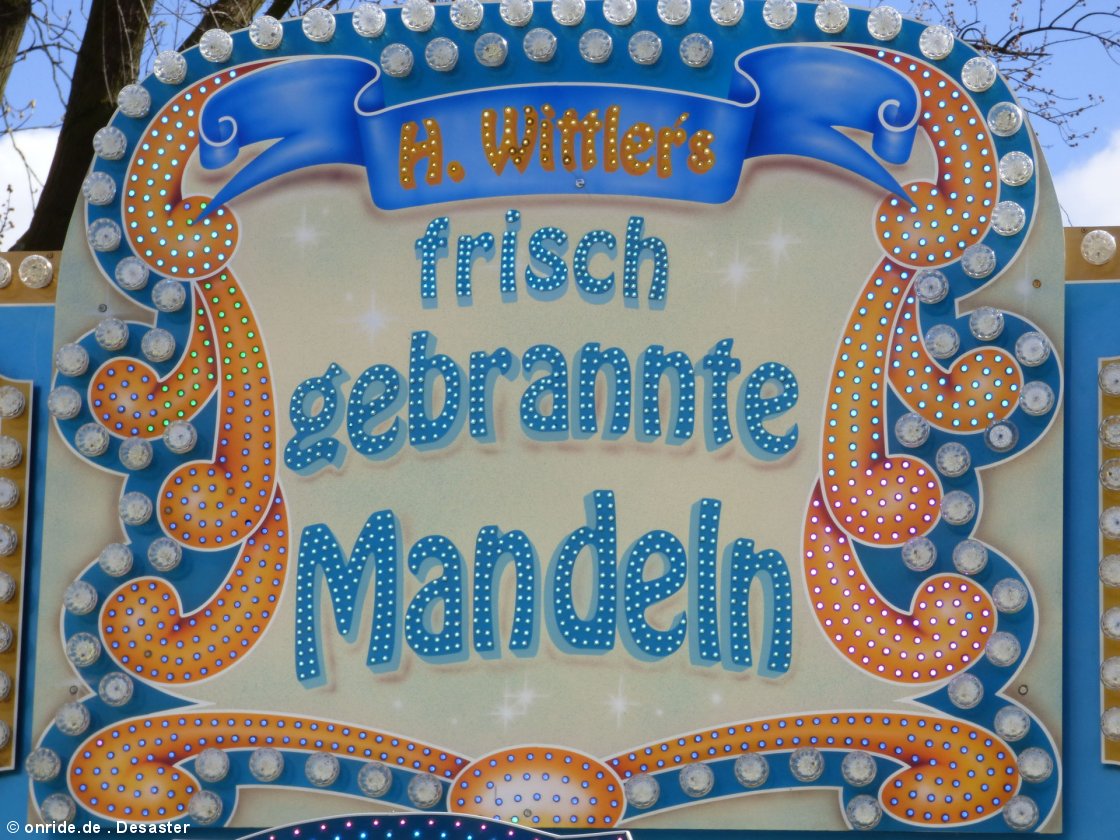 H. Wittler's
frisch
gebrannte
Mandeln
© onride.de . Desaster